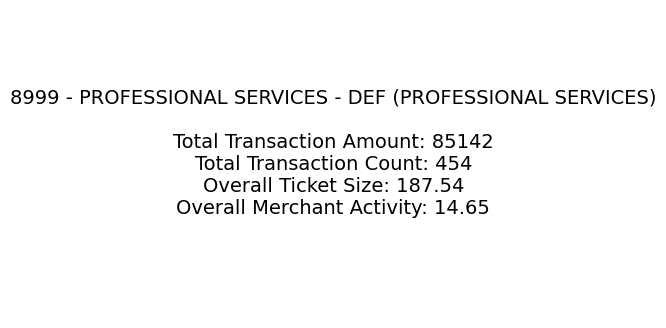 8999 - PROFESSIONAL SERVICES - DEF (PROFESSIONAL SERVICES)
Total Transaction Amount: 85142
Total Transaction Count: 454
Overall Ticket Size: 187.54
Overall Merchant Activity: 14.65